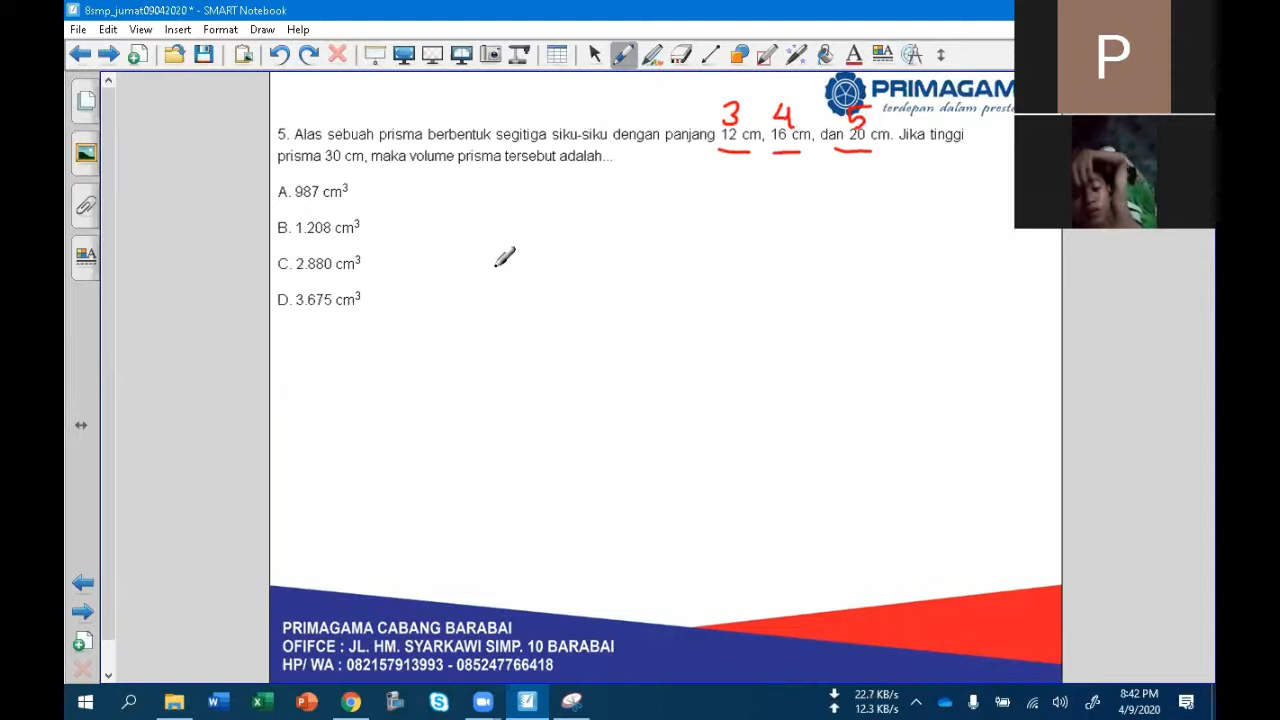 8smp_jumat09042020 * - SMART Notebook
File Edit View Insert Format Draw Help
P
PRIMAGAM
terdepan dalam prest
3 4 5
5. Alas sebuah prisma berbentuk segitiga siku-siku dengan panjang 12 cm, 16 cm, dan 20 cm. Jika tinggi
prisma 30 cm, maka volume prisma tersebut adalah...
A. 987 cm³
B. 1.208 cm³
C. 2.880 cm³
D. 3.675 cm³
PRIMAGAMA CABANG BARABAI
OFIFCE : JL. HM. SYARKAWI SIMP. 10 BARABAI
HP/ WA : 082157913993 - 085247766418
22.7 KB/s
12.3 KB/s
8:42 PM
4/9/2020